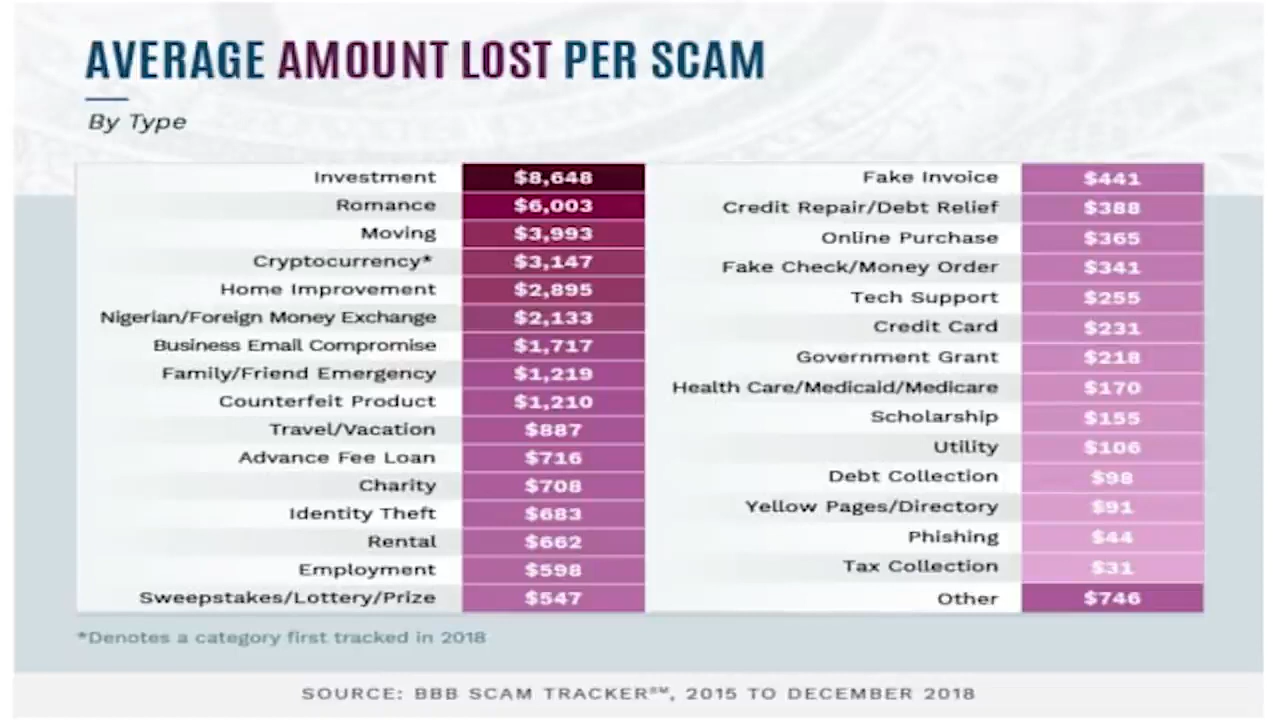 AVERAGE AMOUNT LOST PER SCAM
By Type
Investment $8,648
Romance $6,003
Moving $3,993
Cryptocurrency* $3,147
Home Improvement $2,895
Nigerian/Foreign Money Exchange $2,133
Business Email Compromise $1,717
Family/Friend Emergency $1,219
Counterfeit Product $1,210
Travel/Vacation $887
Advance Fee Loan $716
Charity $708
Identity Theft $683
Rental $662
Employment $598
Sweepstakes/Lottery/Prize $547
Fake Invoice $441
Credit Repair/Debt Relief $388
Online Purchase $365
Fake Check/Money Order $341
Tech Support $255
Credit Card $231
Government Grant $218
Health Care/Medicaid/Medicare $170
Scholarship $155
Utility $106
Debt Collection $98
Yellow Pages/Directory $91
Phishing $44
Tax Collection $31
Other $746
*Denotes a category first tracked in 2018
SOURCE: BBB SCAM TRACKER℠, 2015 TO DECEMBER 2018